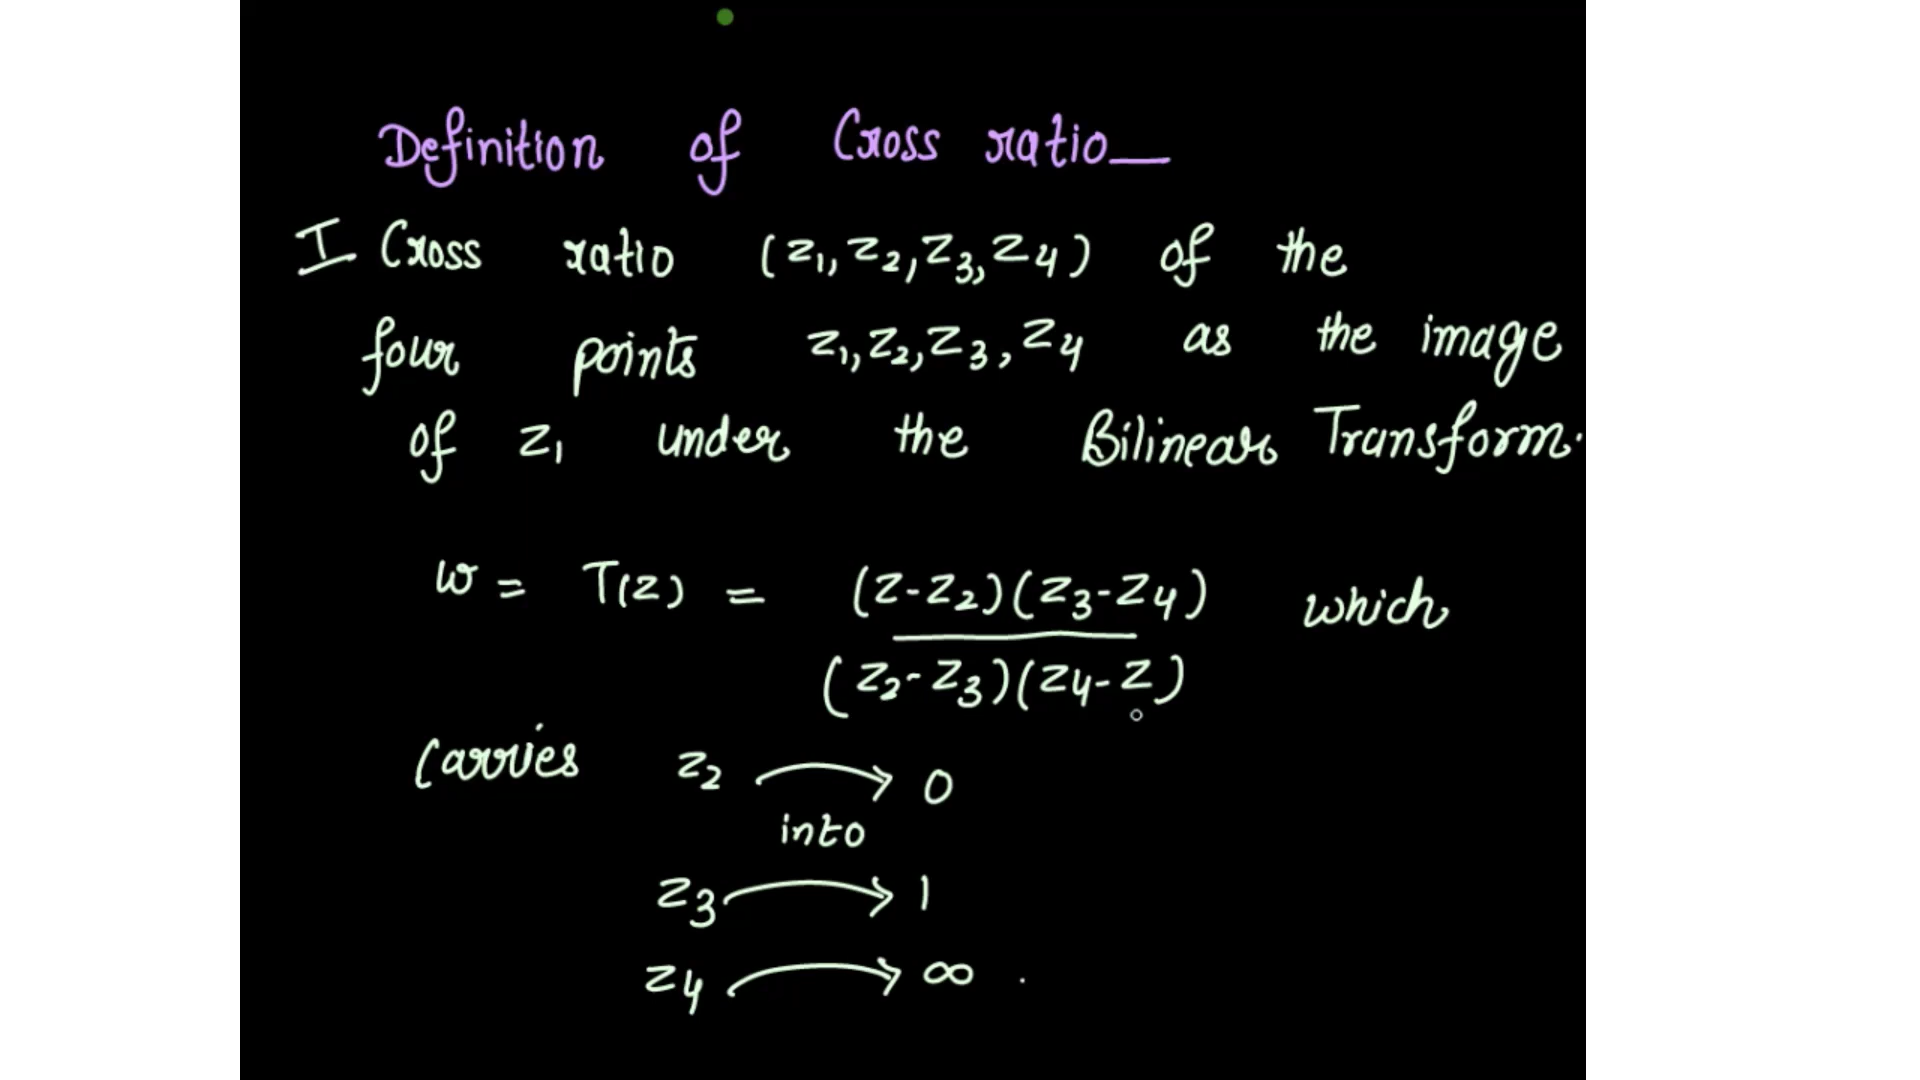 Definition of Cross ratio_
I Cross ratio (z₁, z₂, z₃, z₄) of the
four points z₁, z₂, z₃, z₄ as the image
of z₁ under the Bilinear Transform.
w = T(z) = (z-z₂)(z₃-z₄) which
(z₂-z₃)(z₄-z)
Carries z₂ → 0
into
z₃ → 1
z₄ → ∞ .